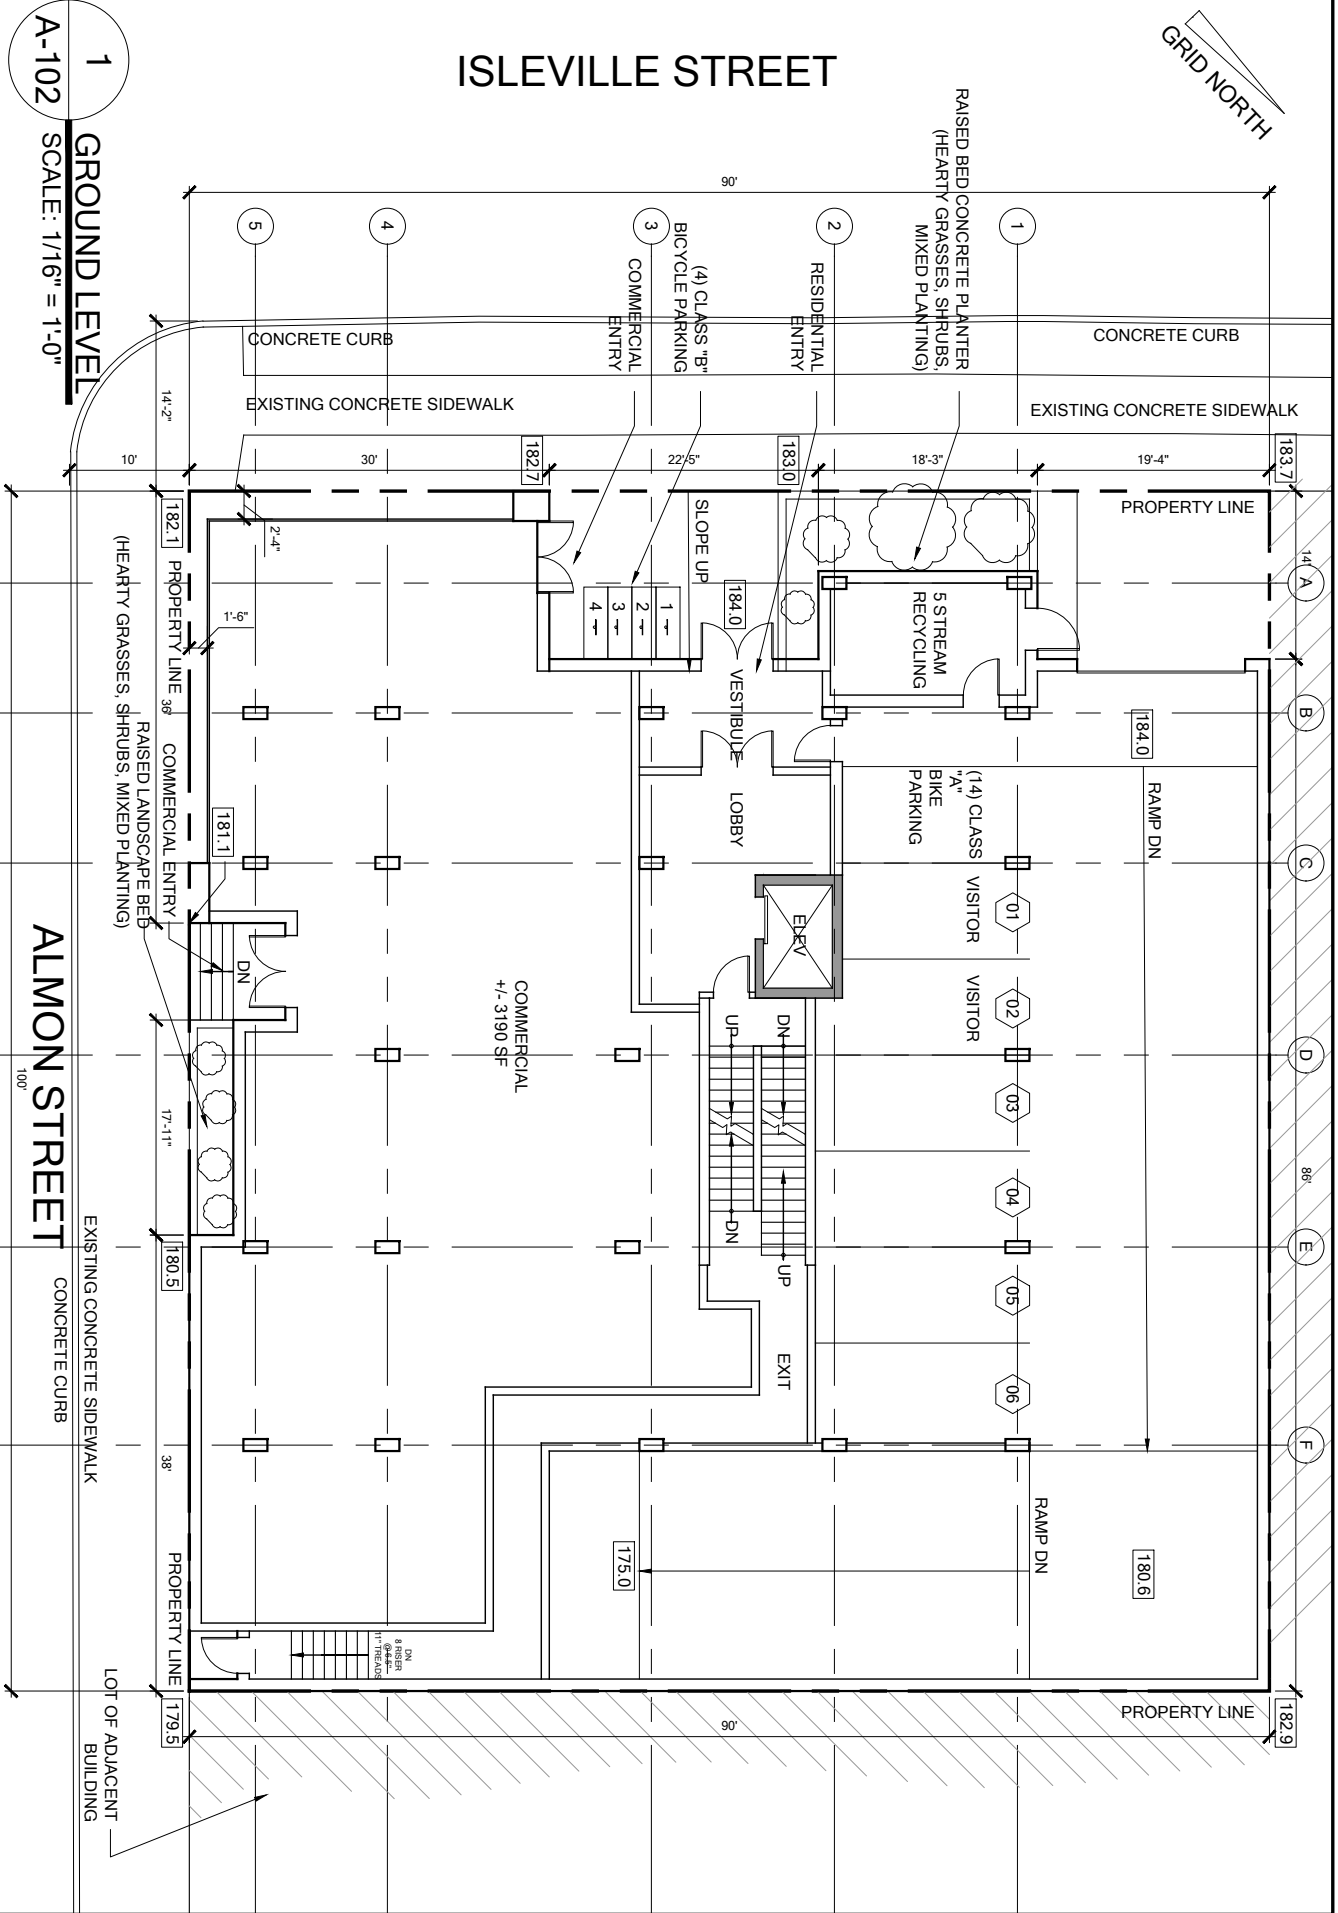 1
A-102
GROUND LEVEL
SCALE: 1/16" = 1'-0"
ISLEVILLE STREET
GRID NORTH
RAISED BED CONCRETE PLANTER
(HEARTY GRASSES, SHRUBS,
MIXED PLANTING)
90'
5
4
3
2
1
(4) CLASS "B"
BICYCLE PARKING
COMMERCIAL
ENTRY
RESIDENTIAL
ENTRY
CONCRETE CURB
CONCRETE CURB
EXISTING CONCRETE SIDEWALK
EXISTING CONCRETE SIDEWALK
14'-2"
10'
30'
182.7
22'-5"
183.0
18'-3"
19'-4"
183.7
182.1
2'-4"
SLOPE UP
PROPERTY LINE
14'
A
B
C
D
E
F
PROPERTY LINE
1'-6"
4
3
2
1
184.0
5 STREAM
RECYCLING
VESTIBULE
LOBBY
184.0
RAMP DN
(14) CLASS
"A"
BIKE
PARKING
36'
COMMERCIAL ENTRY
RAISED LANDSCAPE BED
(HEARTY GRASSES, SHRUBS, MIXED PLANTING)
181.1
DN
ELEV
VISITOR
01
VISITOR
02
03
04
05
06
COMMERCIAL
+/- 3190 SF
UP
DN
DN
UP
EXIT
86'
ALMON STREET
100'
17'-11"
180.5
EXISTING CONCRETE SIDEWALK
CONCRETE CURB
38'
RAMP DN
175.0
180.6
DN
8 RISER
@6.6"
11" TREADS
PROPERTY LINE
179.5
90'
PROPERTY LINE
182.9
LOT OF ADJACENT
BUILDING